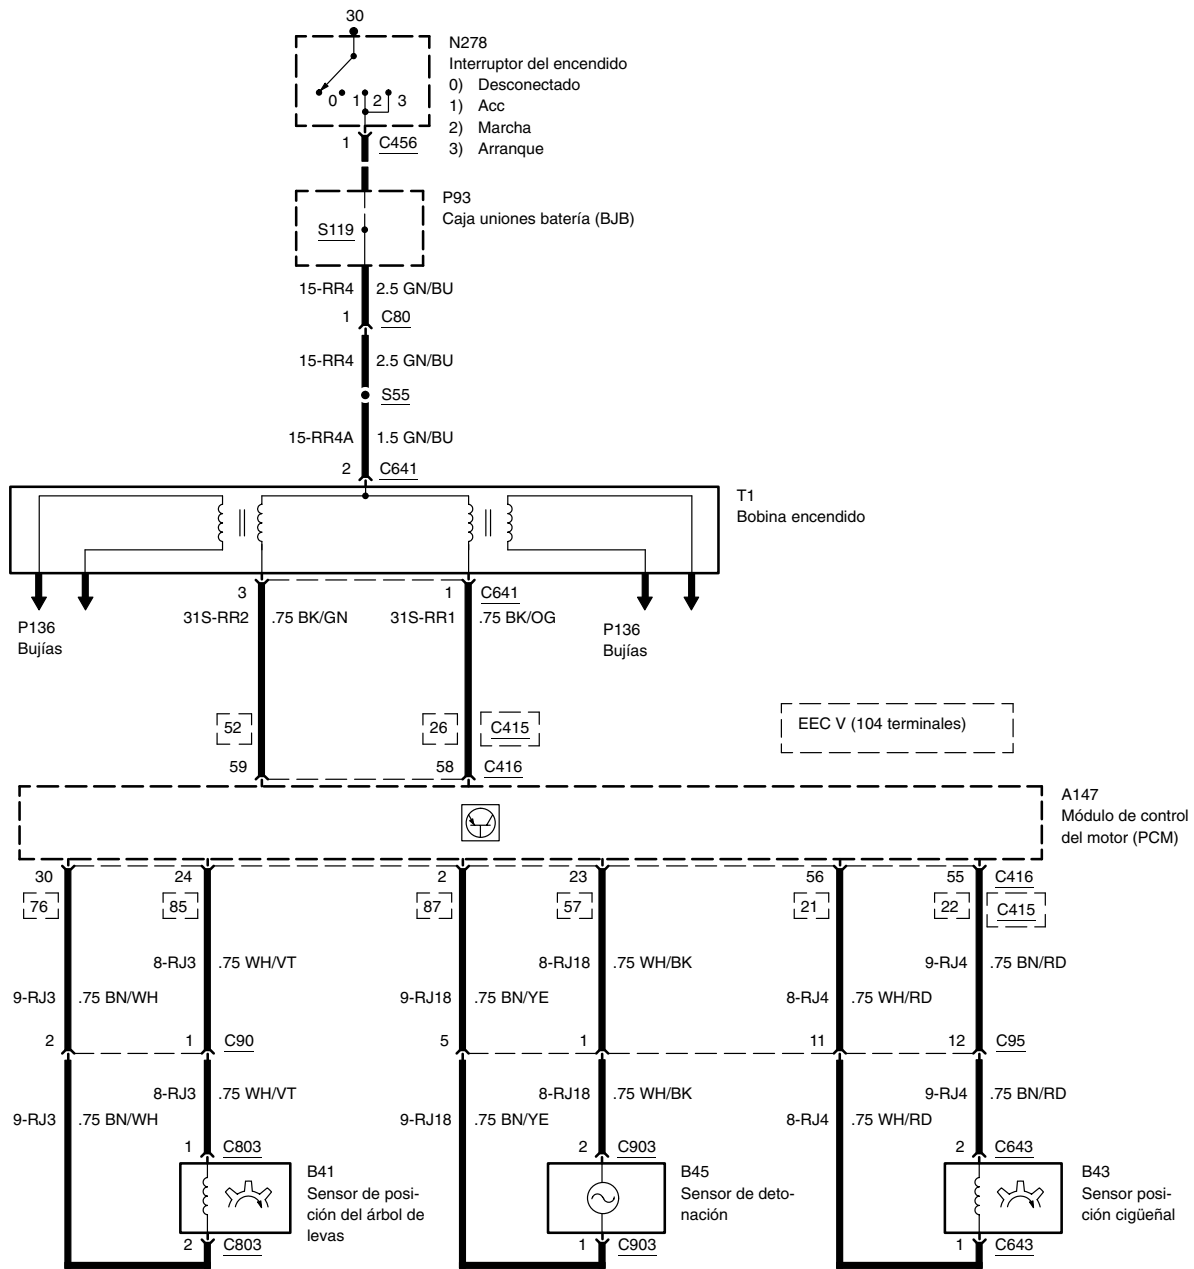 30
N278
Interruptor del encendido
0) Desconectado
1) Acc
2) Marcha
3) Arranque
0 1 2 3
1 C456
P93
Caja uniones batería (BJB)
S119
15-RR4 2.5 GN/BU
1 C80
15-RR4 2.5 GN/BU
S55
15-RR4A 1.5 GN/BU
2 C641
T1
Bobina encendido
3 1 C641
31S-RR2 .75 BK/GN 31S-RR1 .75 BK/OG
P136
Bujías
P136
Bujías
52 26 C415
EEC V (104 terminales)
59 58 C416
A147
Módulo de control
del motor (PCM)
30 24 2 23 56 55 C416
76 85 87 57 21 22 C415
8-RJ3 .75 WH/VT 8-RJ18 .75 WH/BK 9-RJ4 .75 BN/RD
9-RJ3 .75 BN/WH 9-RJ18 .75 BN/YE 8-RJ4 .75 WH/RD
2 1 C90 5 1 11 12 C95
8-RJ3 .75 WH/VT 8-RJ18 .75 WH/BK 9-RJ4 .75 BN/RD
9-RJ3 .75 BN/WH 9-RJ18 .75 BN/YE 8-RJ4 .75 WH/RD
1 C803 2 C903 2 C643
B41
Sensor de posi-
ción del árbol de
levas
B45
Sensor de deto-
nación
B43
Sensor posi-
ción cigüeñal
2 C803 1 C903 1 C643